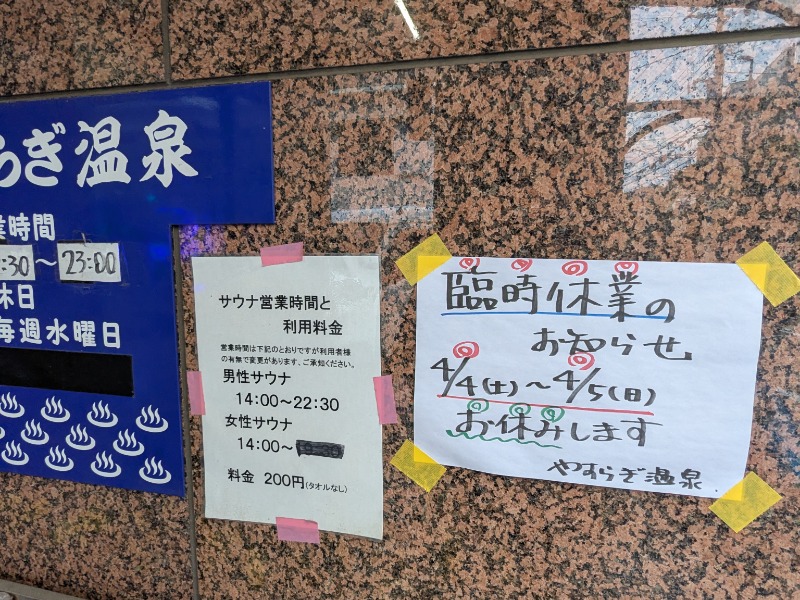 らぎ温泉
業時間
:30～23:00
休日
毎週水曜日
サウナ営業時間と
利用料金
営業時間は下記のとおりですが利用者様
の有無で変更があります、ご承知ください。
男性サウナ
14:00～22:30
女性サウナ
14:00～
料金 200円(タオルなし)
臨時休業の
お知らせ
4/4(土)～4/5(日)
お休みします
やすらぎ温泉